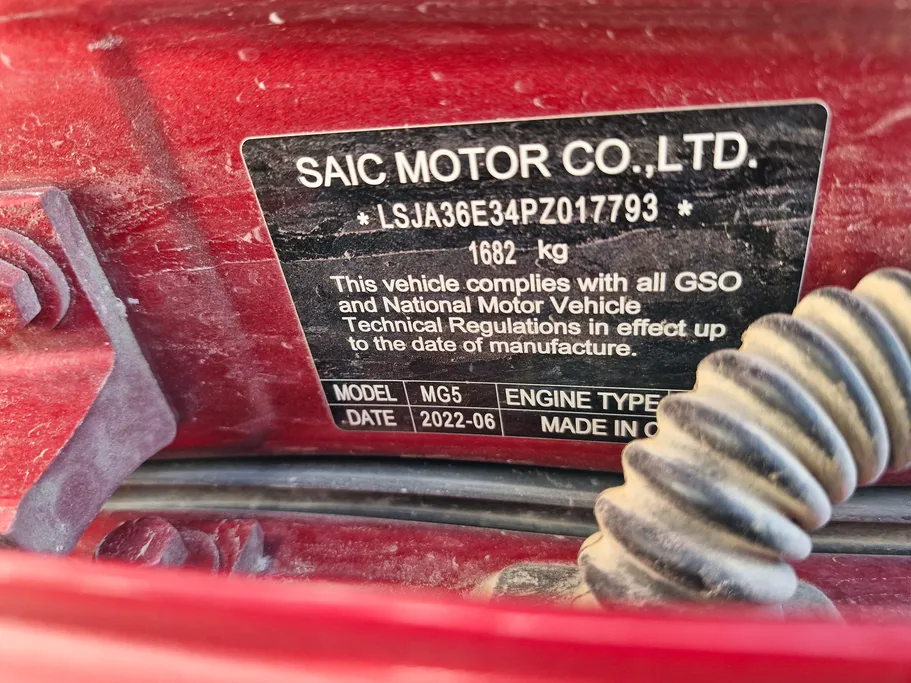 SAIC MOTOR CO.,LTD.
* LSJA36E34PZ017793 *
1682 kg
This vehicle complies with all GSO
and National Motor Vehicle
Technical Regulations in effect up
to the date of manufacture.
MODEL MG5 ENGINE TYPE
DATE 2022-06 MADE IN